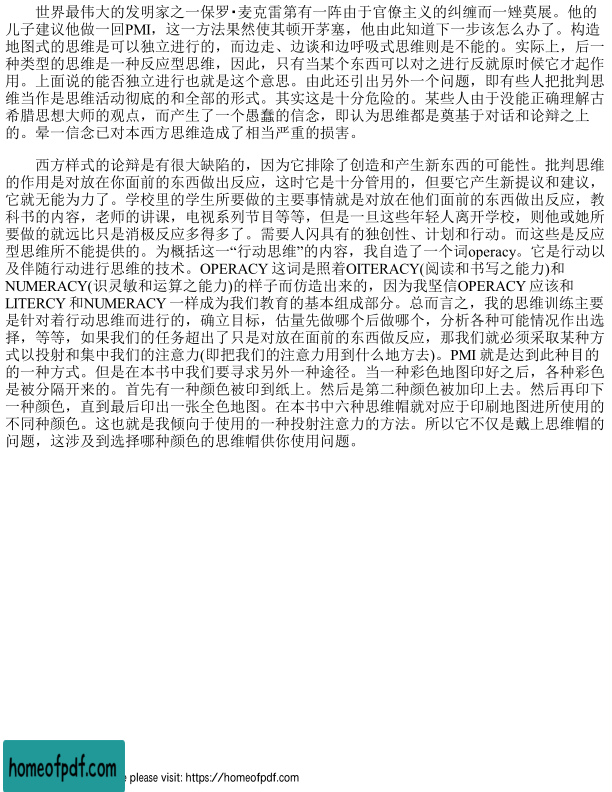 世界最伟大的发明家之一保罗·麦克雷第有一阵由于官僚主义的纠缠而一矬莫展。他的
儿子建议他做一回PMI，这一方法果然使其顿开茅塞，他由此知道下一步该怎么办了。构造
地图式的思维是可以独立进行的，而边走、边谈和边呼吸式思维则是不能的。实际上，后一
种类型的思维是一种反应型思维，因此，只有当某个东西可以对之进行反就原时候它才起作
用。上面说的能否独立进行也就是这个意思。由此还引出另外一个问题，即有些人把批判思
维当作是思维活动彻底的和全部的形式。其实这是十分危险的。某些人由于没能正确理解古
希腊思想大师的观点，而产生了一个愚蠢的信念，即认为思维都是奠基于对话和论辩之上
的。晕一信念已对本西方思维造成了相当严重的损害。
西方样式的论辩是有很大缺陷的，因为它排除了创造和产生新东西的可能性。批判思维
的作用是对放在你面前的东西做出反应，这时它是十分管用的，但要它产生新提议和建议，
它就无能为力了。学校里的学生所要做的主要事情就是对放在他们面前的东西做出反应，教
科书的内容，老师的讲课，电视系列节目等等，但是一旦这些年轻人离开学校，则他或她所
要做的就远比只是消极反应多得多了。需要人闪具有的独创性、计划和行动。而这些是反应
型思维所不能提供的。为概括这一“行动思维”的内容，我自造了一个词operacy。它是行动以
及伴随行动进行思维的技术。OPERACY 这词是照着OITERACY(阅读和书写之能力)和
NUMERACY(识灵敏和运算之能力)的样子而仿造出来的，因为我坚信OPERACY 应该和
LITERCY 和NUMERACY 一样成为我们教育的基本组成部分。总而言之，我的思维训练主要
是针对着行动思维而进行的，确立目标，估量先做哪个后做哪个，分析各种可能情况作出选
择，等等，如果我们的任务超出了只是对放在面前的东西做反应，那我们就必须采取某种方
式以投射和集中我们的注意力(即把我们的注意力用到什么地方去)。PMI 就是达到此种目的
的一种方式。但是在本书中我们要寻求另外一种途径。当一种彩色地图印好之后，各种彩色
是被分隔开来的。首先有一种颜色被印到纸上。然后是第二种颜色被加印上去。然后再印下
一种颜色，直到最后印出一张全色地图。在本书中六种思维帽就对应于印刷地图进所使用的
不同种颜色。这也就是我倾向于使用的一种投射注意力的方法。所以它不仅是戴上思维帽的
问题，这涉及到选择哪种颜色的思维帽供你使用问题。
homeofpdf.com
please visit: https://homeofpdf.com